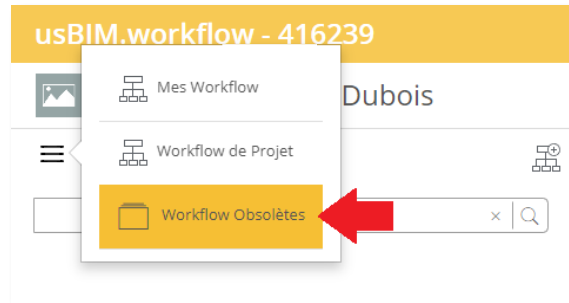 usBIM.workflow - 416239
Mes Workflow
Dubois
Workflow de Projet
Workflow Obsolètes